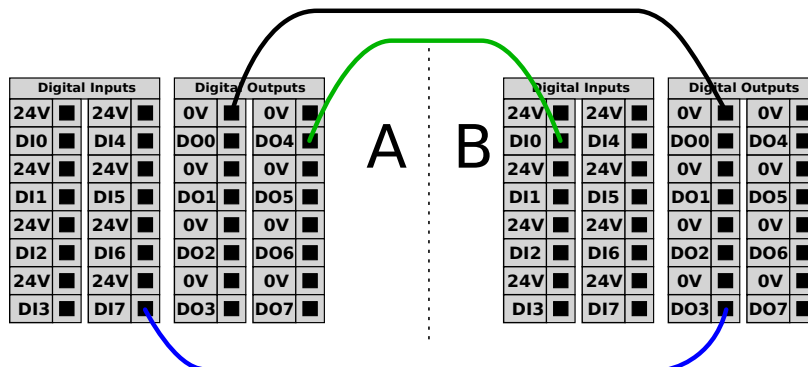 Digital Inputs Digital Outputs Digital Inputs Digital Outputs
24V 24V 0V 0V 24V 24V 0V 0V
DI0 DI4 DO0 DO4 A B DI0 DI4 DO0 DO4
24V 24V 0V 0V 24V 24V 0V 0V
DI1 DI5 DO1 DO5 DI1 DI5 DO1 DO5
24V 24V 0V 0V 24V 24V 0V 0V
DI2 DI6 DO2 DO6 DI2 DI6 DO2 DO6
24V 24V 0V 0V 24V 24V 0V 0V
DI3 DI7 DO3 DO7 DI3 DI7 DO3 DO7